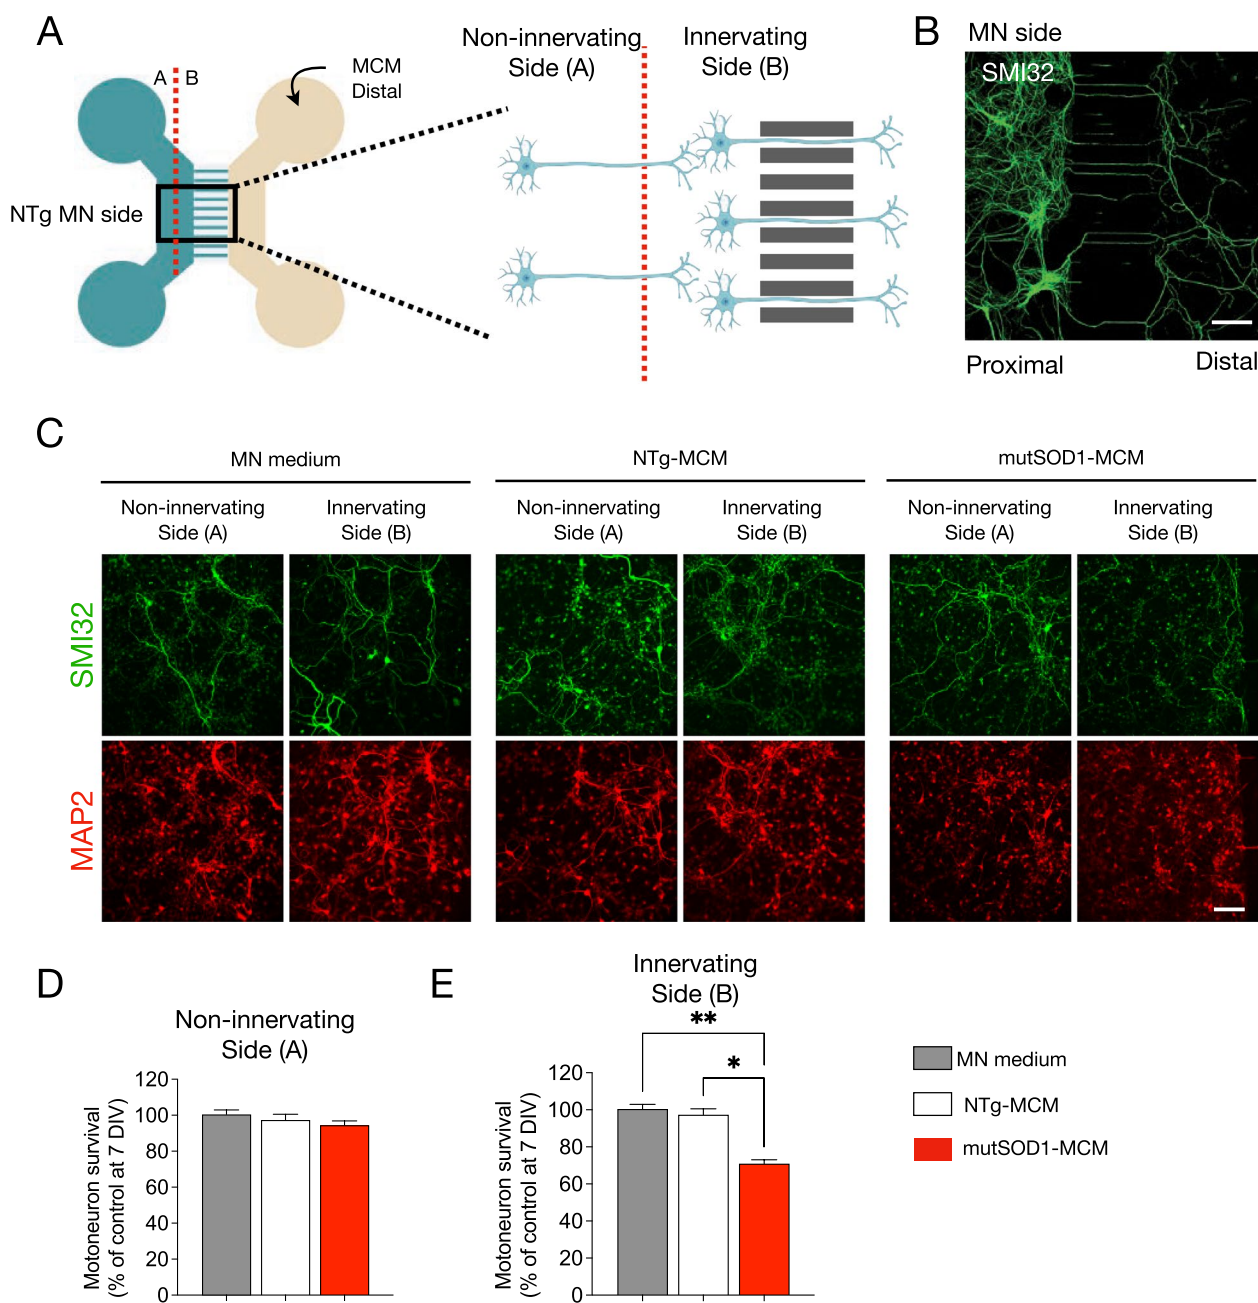 A
A B
MCM
Distal
NTg MN side
Non-innervating
Side (A)
Innervating
Side (B)
B
MN side
SMI32
Proximal
Distal
C
MN medium
NTg-MCM
mutSOD1-MCM
Non-innervating
Side (A)
Innervating
Side (B)
Non-innervating
Side (A)
Innervating
Side (B)
Non-innervating
Side (A)
Innervating
Side (B)
SMI32
MAP2
D
Non-innervating
Side (A)
Motoneuron survival
(% of control at 7 DIV)
120
100
80
60
40
20
0
E
Innervating
Side (B)
**
*
Motoneuron survival
(% of control at 7 DIV)
120
100
80
60
40
20
0
MN medium
NTg-MCM
mutSOD1-MCM